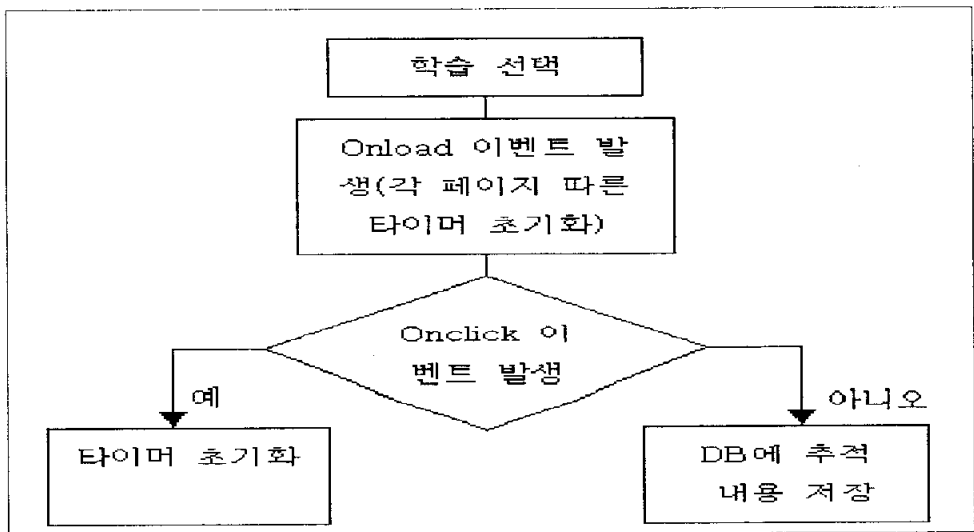 학습 선택
Onload 이벤트 발
생(각 페이지 따른
타이머 초기화)
Onclick 이
벤트 발생
예
아니오
타이머 초기화
DB에 추적
내용 저장